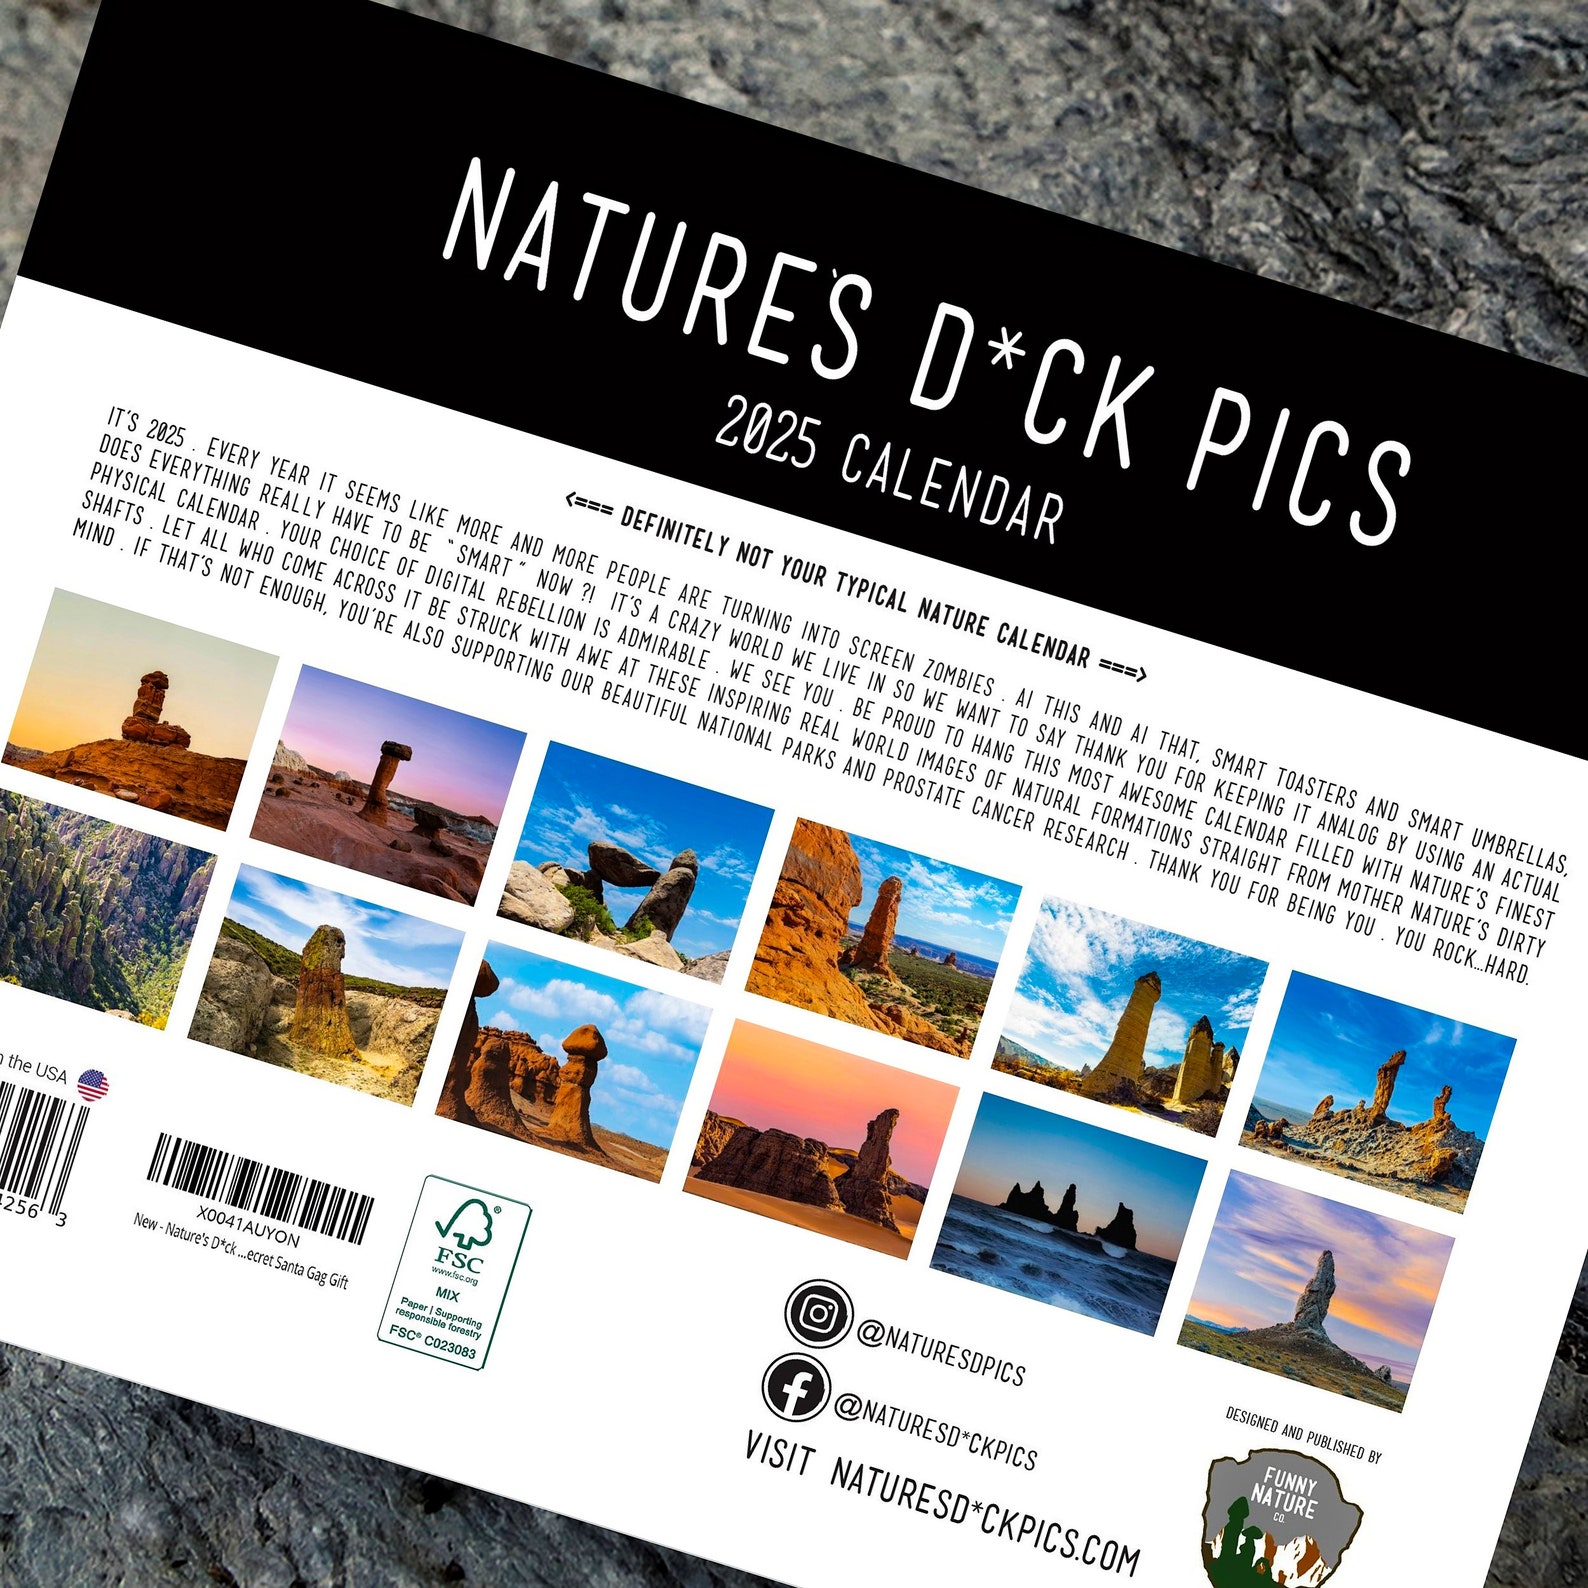 NATURE'S D*CK PICS
2025 CALENDAR
<=== DEFINITELY NOT YOUR TYPICAL NATURE CALENDAR ===>
IT'S 2025 . EVERY YEAR IT SEEMS LIKE MORE AND MORE PEOPLE ARE TURNING INTO SCREEN ZOMBIES . AI THIS AND AI THAT, SMART TOASTERS AND SMART UMBRELLAS,
DOES EVERYTHING REALLY HAVE TO BE "SMART" NOW ?! IT'S A CRAZY WORLD WE LIVE IN SO WE WANT TO SAY THANK YOU FOR KEEPING IT ANALOG BY USING AN ACTUAL
PHYSICAL CALENDAR . YOUR CHOICE OF DIGITAL REBELLION IS ADMIRABLE . WE SEE YOU . BE PROUD TO HANG THIS MOST AWESOME CALENDAR FILLED WITH NATURE'S FINEST
SHAFTS . LET ALL WHO COME ACROSS IT BE STRUCK WITH AWE AT THESE INSPIRING REAL WORLD IMAGES OF NATURAL FORMATIONS STRAIGHT FROM MOTHER NATURE'S DIRTY
MIND . IF THAT'S NOT ENOUGH, YOU'RE ALSO SUPPORTING OUR BEAUTIFUL NATIONAL PARKS AND PROSTATE CANCER RESEARCH . THANK YOU FOR BEING YOU . YOU ROCK...HARD.
the USA
256 3
X0041AUYON
New - Nature's D*ck ...ecret Santa Gag Gift
®
FSC
www.fsc.org
MIX
Paper | Supporting
responsible forestry
FSC® C023083
@NATURESDPICS
@NATURESD*CKPICS
VISIT NATURESD*CKPICS.COM
DESIGNED AND PUBLISHED BY
FUNNY
NATURE
CO.